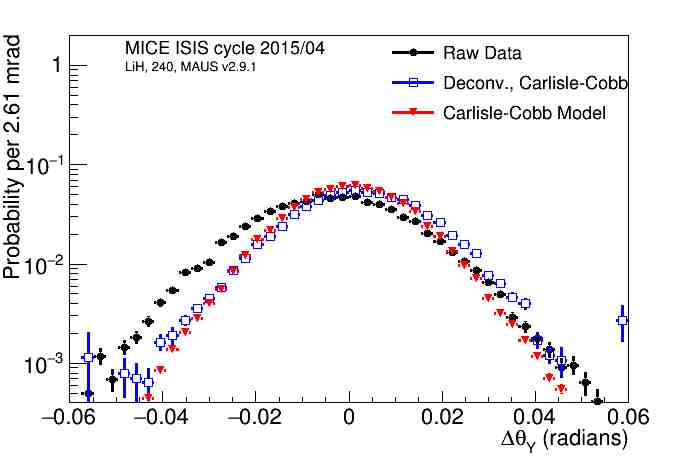 MICE ISIS cycle 2015/04
LiH, 240, MAUS v2.9.1
Raw Data
Deconv., Carlisle-Cobb
Carlisle-Cobb Model
Probability per 2.61 mrad
1
10⁻¹
10⁻²
10⁻³
−0.06 −0.04 −0.02 0 0.02 0.04 0.06
Δθ_Y (radians)